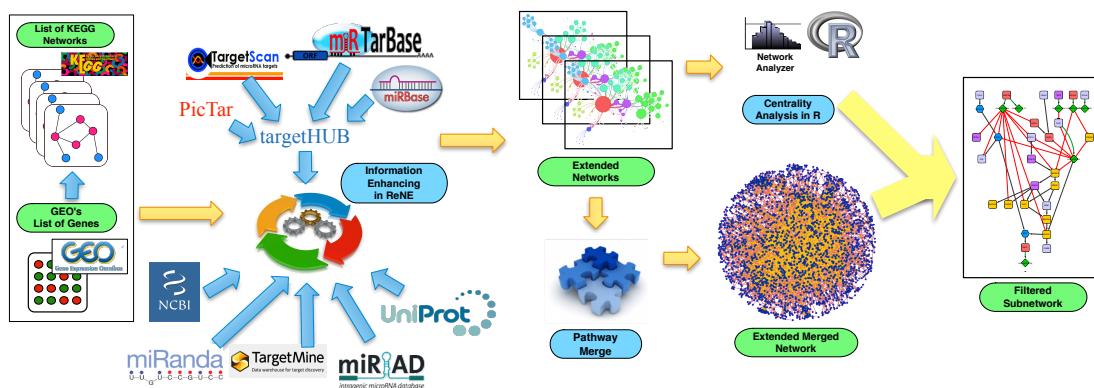 List of KEGG
Networks
KEGG
GEO's
List of Genes
GEO
Gene Expression Omnibus
TargetScan
Prediction of microRNA targets
ORF
AAAA
miRTarBase
miRBase
PicTar
targetHUB
Information
Enhancing
in ReNE
NCBI
UniProt
miRanda
UUGUCCGUCC
TargetMine
Data warehouse for target discovery
miRIAD
intragenic microRNA database
Extended
Networks
Pathway
Merge
Network
Analyzer
R
Centrality
Analysis in R
Extended Merged
Network
Filtered
Subnetwork